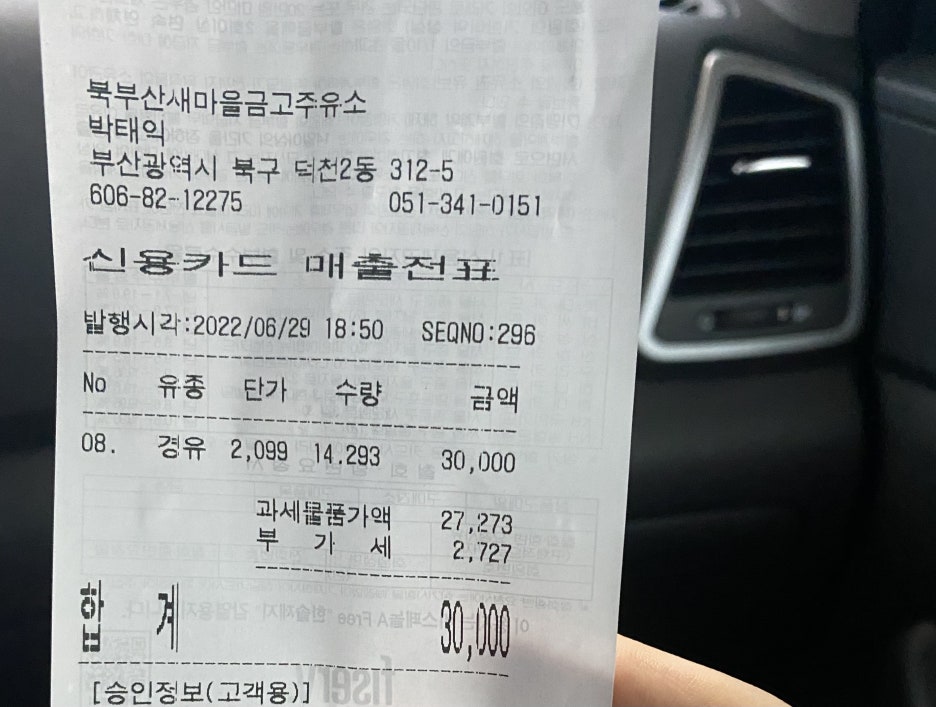 북부산새마을금고주유소
박태익
부산광역시 북구 덕천2동 312-5
606-82-12275 051-341-0151
신용카드 매출전표
발행시각:2022/06/29 18:50 SEQNO:296
No 유종 단가 수량 금액
08. 경유 2,099 14.293 30,000
과세물품가액 27,273
부 가 세 2,727
합 계 30,000
[승인정보(고객용)]